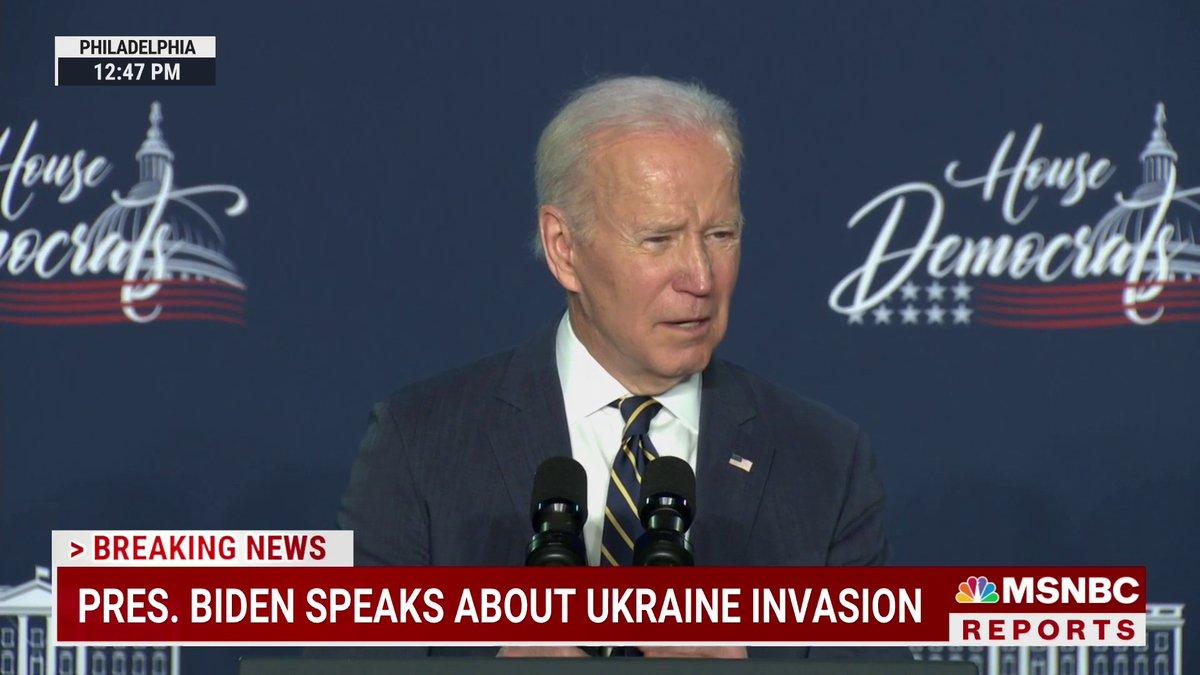 PHILADELPHIA
12:47 PM
House
Democrats
House
Democrats
> BREAKING NEWS
PRES. BIDEN SPEAKS ABOUT UKRAINE INVASION
MSNBC
REPORTS